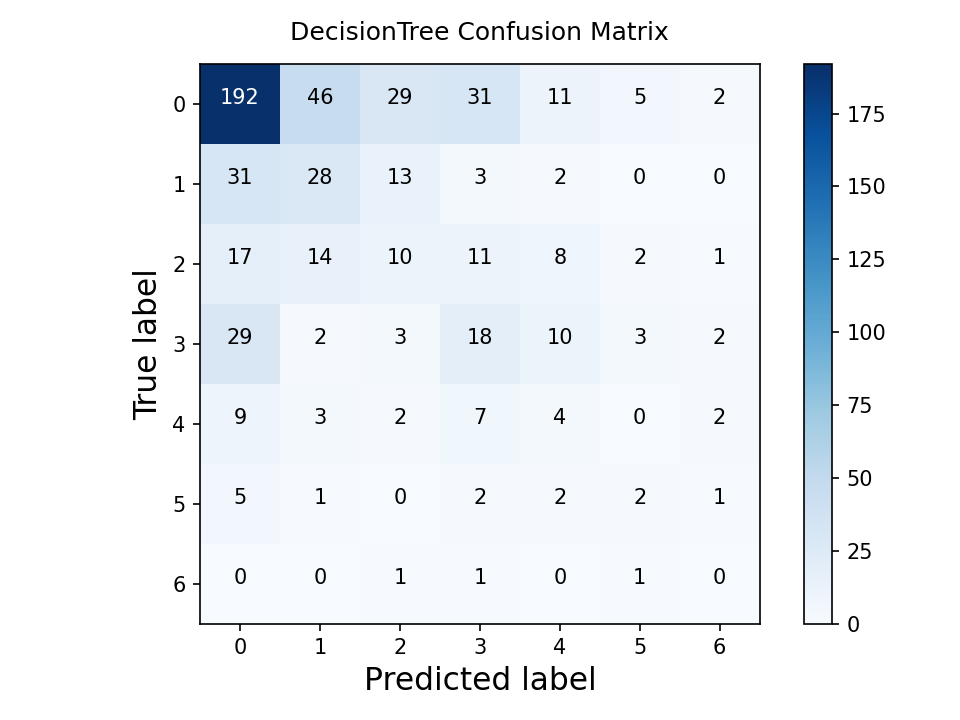 DecisionTree Confusion Matrix
0 192 46 29 31 11 5 2
1 31 28 13 3 2 0 0
2 17 14 10 11 8 2 1
3 29 2 3 18 10 3 2
4 9 3 2 7 4 0 2
5 5 1 0 2 2 2 1
6 0 0 1 1 0 1 0
0 1 2 3 4 5 6
True label
Predicted label
175
150
125
100
75
50
25
0